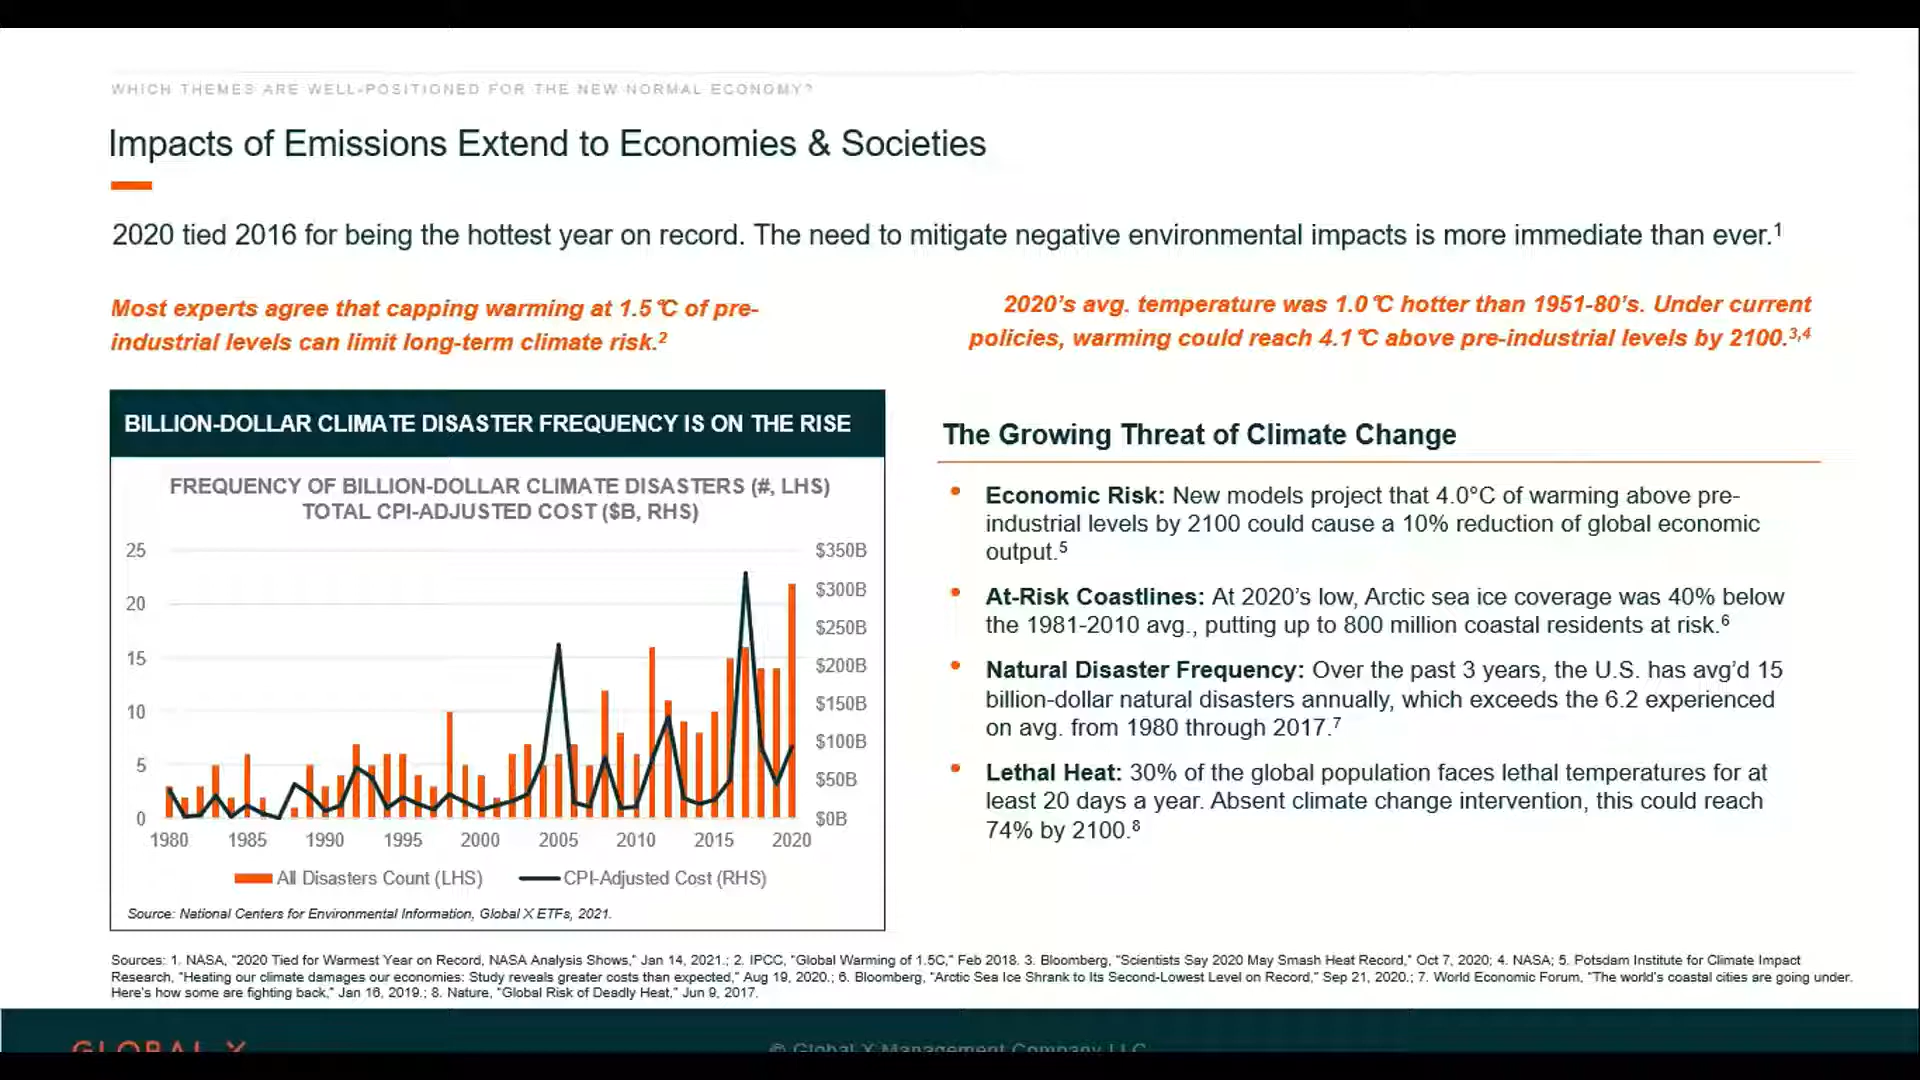 WHICH THEMES ARE WELL-POSITIONED FOR THE NEW NORMAL ECONOMY?
Impacts of Emissions Extend to Economies & Societies
2020 tied 2016 for being the hottest year on record. The need to mitigate negative environmental impacts is more immediate than ever.¹
Most experts agree that capping warming at 1.5℃ of pre-
industrial levels can limit long-term climate risk.²
2020’s avg. temperature was 1.0℃ hotter than 1951-80’s. Under current
policies, warming could reach 4.1℃ above pre-industrial levels by 2100.³,⁴
BILLION-DOLLAR CLIMATE DISASTER FREQUENCY IS ON THE RISE
FREQUENCY OF BILLION-DOLLAR CLIMATE DISASTERS (#, LHS)
TOTAL CPI-ADJUSTED COST ($B, RHS)
25
20
15
10
5
0
$350B
$300B
$250B
$200B
$150B
$100B
$50B
$0B
1980 1985 1990 1995 2000 2005 2010 2015 2020
All Disasters Count (LHS) CPI-Adjusted Cost (RHS)
Source: National Centers for Environmental Information, Global X ETFs, 2021.
The Growing Threat of Climate Change
• Economic Risk: New models project that 4.0°C of warming above pre-
industrial levels by 2100 could cause a 10% reduction of global economic
output.⁵
• At-Risk Coastlines: At 2020’s low, Arctic sea ice coverage was 40% below
the 1981-2010 avg., putting up to 800 million coastal residents at risk.⁶
• Natural Disaster Frequency: Over the past 3 years, the U.S. has avg’d 15
billion-dollar natural disasters annually, which exceeds the 6.2 experienced
on avg. from 1980 through 2017.⁷
• Lethal Heat: 30% of the global population faces lethal temperatures for at
least 20 days a year. Absent climate change intervention, this could reach
74% by 2100.⁸
Sources: 1. NASA, “2020 Tied for Warmest Year on Record, NASA Analysis Shows,” Jan 14, 2021.; 2. IPCC, “Global Warming of 1.5C,” Feb 2018. 3. Bloomberg, “Scientists Say 2020 May Smash Heat Record,” Oct 7, 2020; 4. NASA; 5. Potsdam Institute for Climate Impact
Research, “Heating our climate damages our economies: Study reveals greater costs than expected,” Aug 19, 2020.; 6. Bloomberg, “Arctic Sea Ice Shrank to Its Second-Lowest Level on Record,” Sep 21, 2020.; 7. World Economic Forum, “The world’s coastal cities are going under.
Here’s how some are fighting back,” Jan 16, 2019.; 8. Nature, “Global Risk of Deadly Heat,” Jun 9, 2017.
GLOBAL X
© Global X Management Company LLC